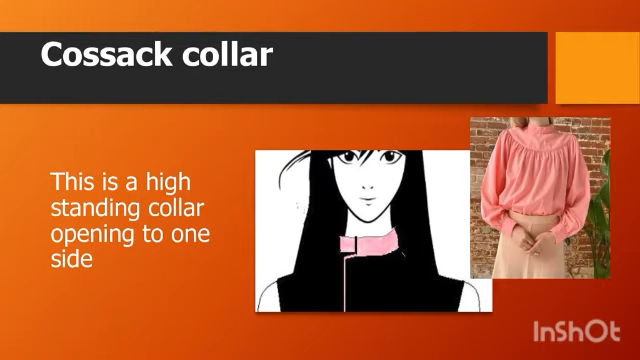 Cossack collar
This is a high
standing collar
opening to one
side
InShOt